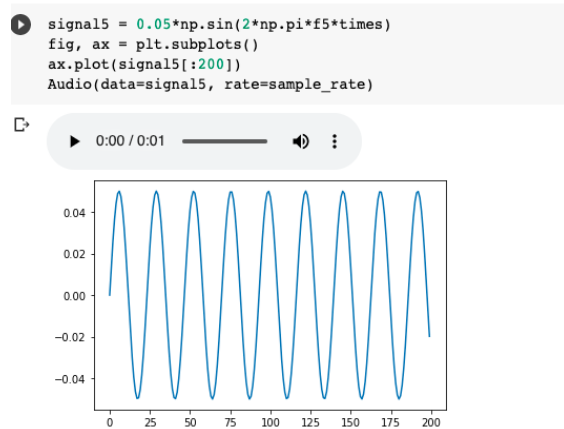 signal5 = 0.05*np.sin(2*np.pi*f5*times)
fig, ax = plt.subplots()
ax.plot(signal5[:200])
Audio(data=signal5, rate=sample_rate)
0:00 / 0:01
0.04
0.02
0.00
−0.02
−0.04
0 25 50 75 100 125 150 175 200